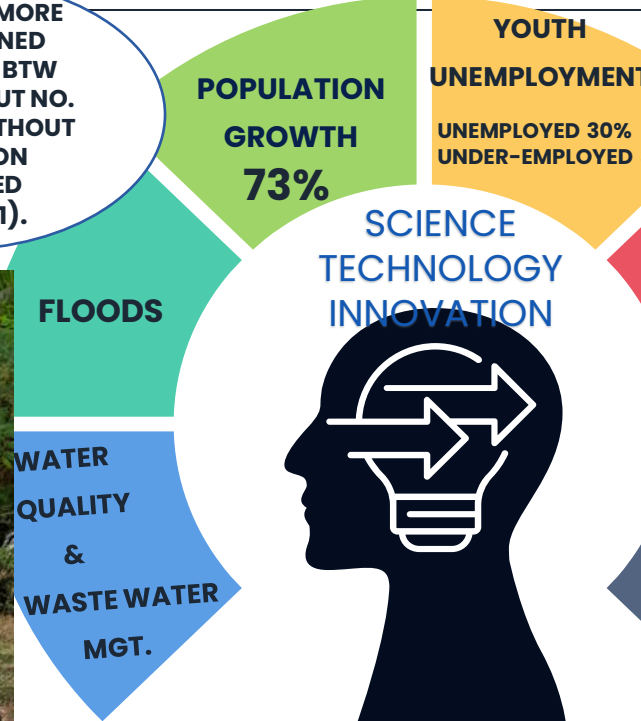 MORE
NED
BTW
UT NO.
THOUT
ON
ED
1).
POPULATION
GROWTH
73%
YOUTH
UNEMPLOYMENT
UNEMPLOYED 30%
UNDER-EMPLOYED
SCIENCE
TECHNOLOGY
INNOVATION
FLOODS
WATER
QUALITY
&
WASTE WATER
MGT.